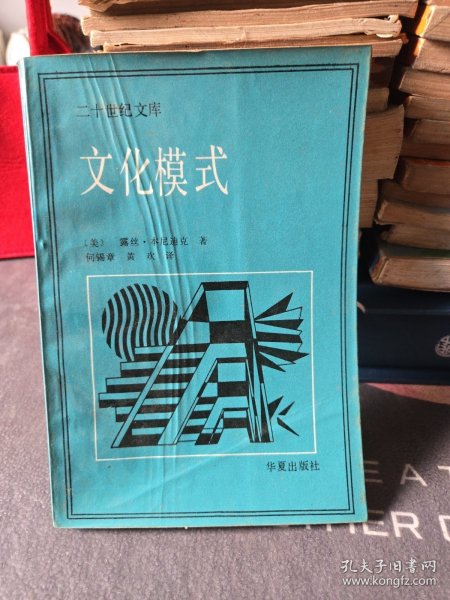 二十世纪文库
文化模式
〔美〕 露丝·本尼迪克 著
何锡章 黄欢 译
华夏出版社
EAT
HER D
孔夫子旧书网
www.kongfz.com